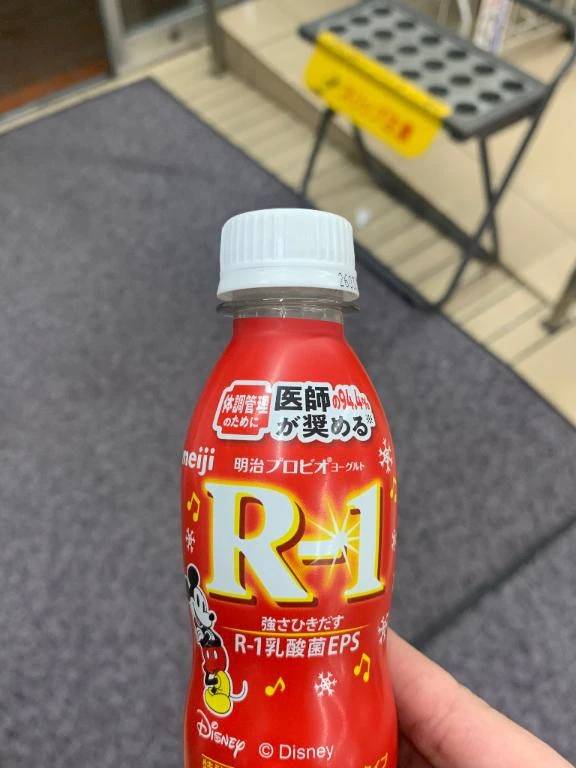 体調管理
のために
医師の94.4%
が奨める※
meiji
明治プロビオヨーグルト
R-1
強さひきだす
R-1乳酸菌EPS
Disney
© Disney